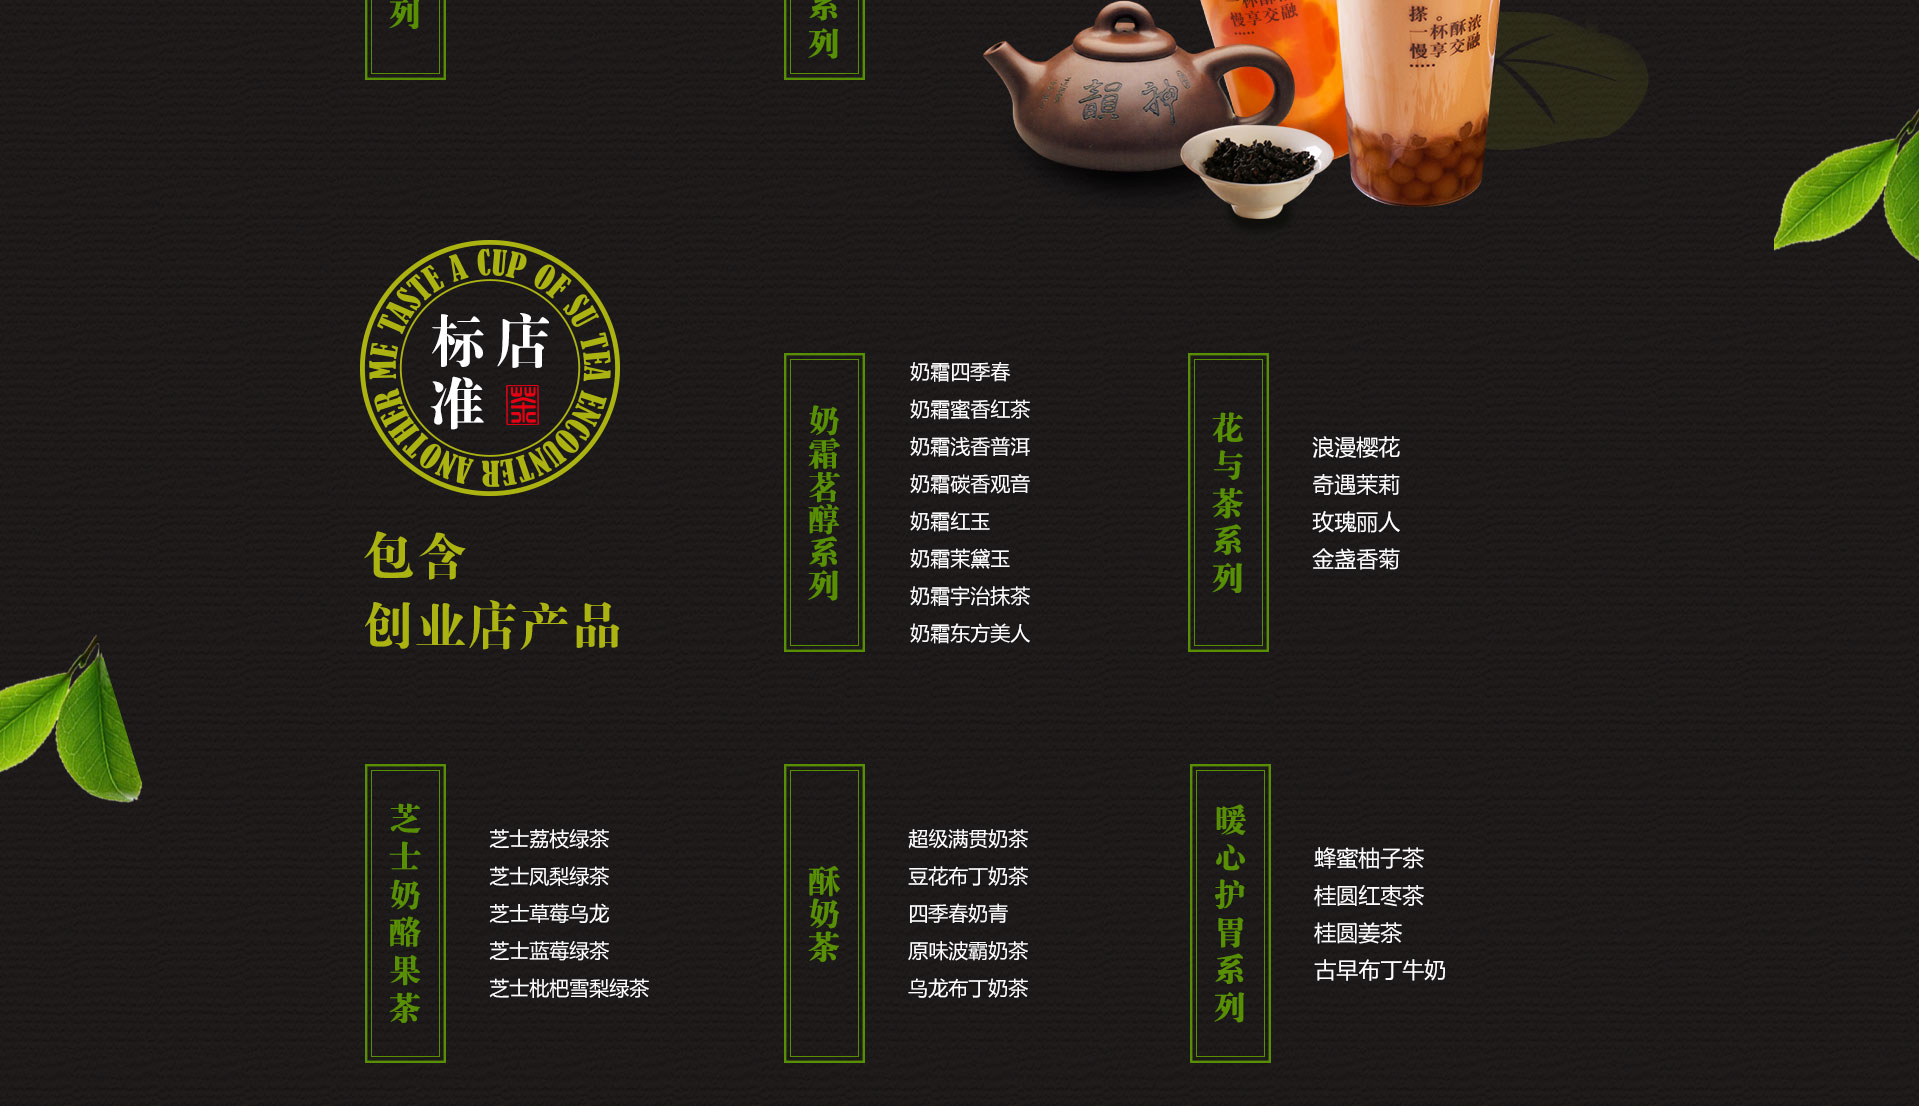 列
系列
一杯酥浓
慢享交融
搽。
一杯酥浓
慢享交融
韻神
TASTE A CUP OF SU TEA ENCOUNTER ANOTHER ME
标店
准
茶
包含
创业店产品
奶霜茗醇系列
奶霜四季春
奶霜蜜香红茶
奶霜浅香普洱
奶霜碳香观音
奶霜红玉
奶霜茉黛玉
奶霜宇治抹茶
奶霜东方美人
花与茶系列
浪漫樱花
奇遇茉莉
玫瑰丽人
金盏香菊
芝士奶酪果茶
芝士荔枝绿茶
芝士凤梨绿茶
芝士草莓乌龙
芝士蓝莓绿茶
芝士枇杷雪梨绿茶
酥奶茶
超级满贯奶茶
豆花布丁奶茶
四季春奶青
原味波霸奶茶
乌龙布丁奶茶
暖心护胃系列
蜂蜜柚子茶
桂圆红枣茶
桂圆姜茶
古早布丁牛奶